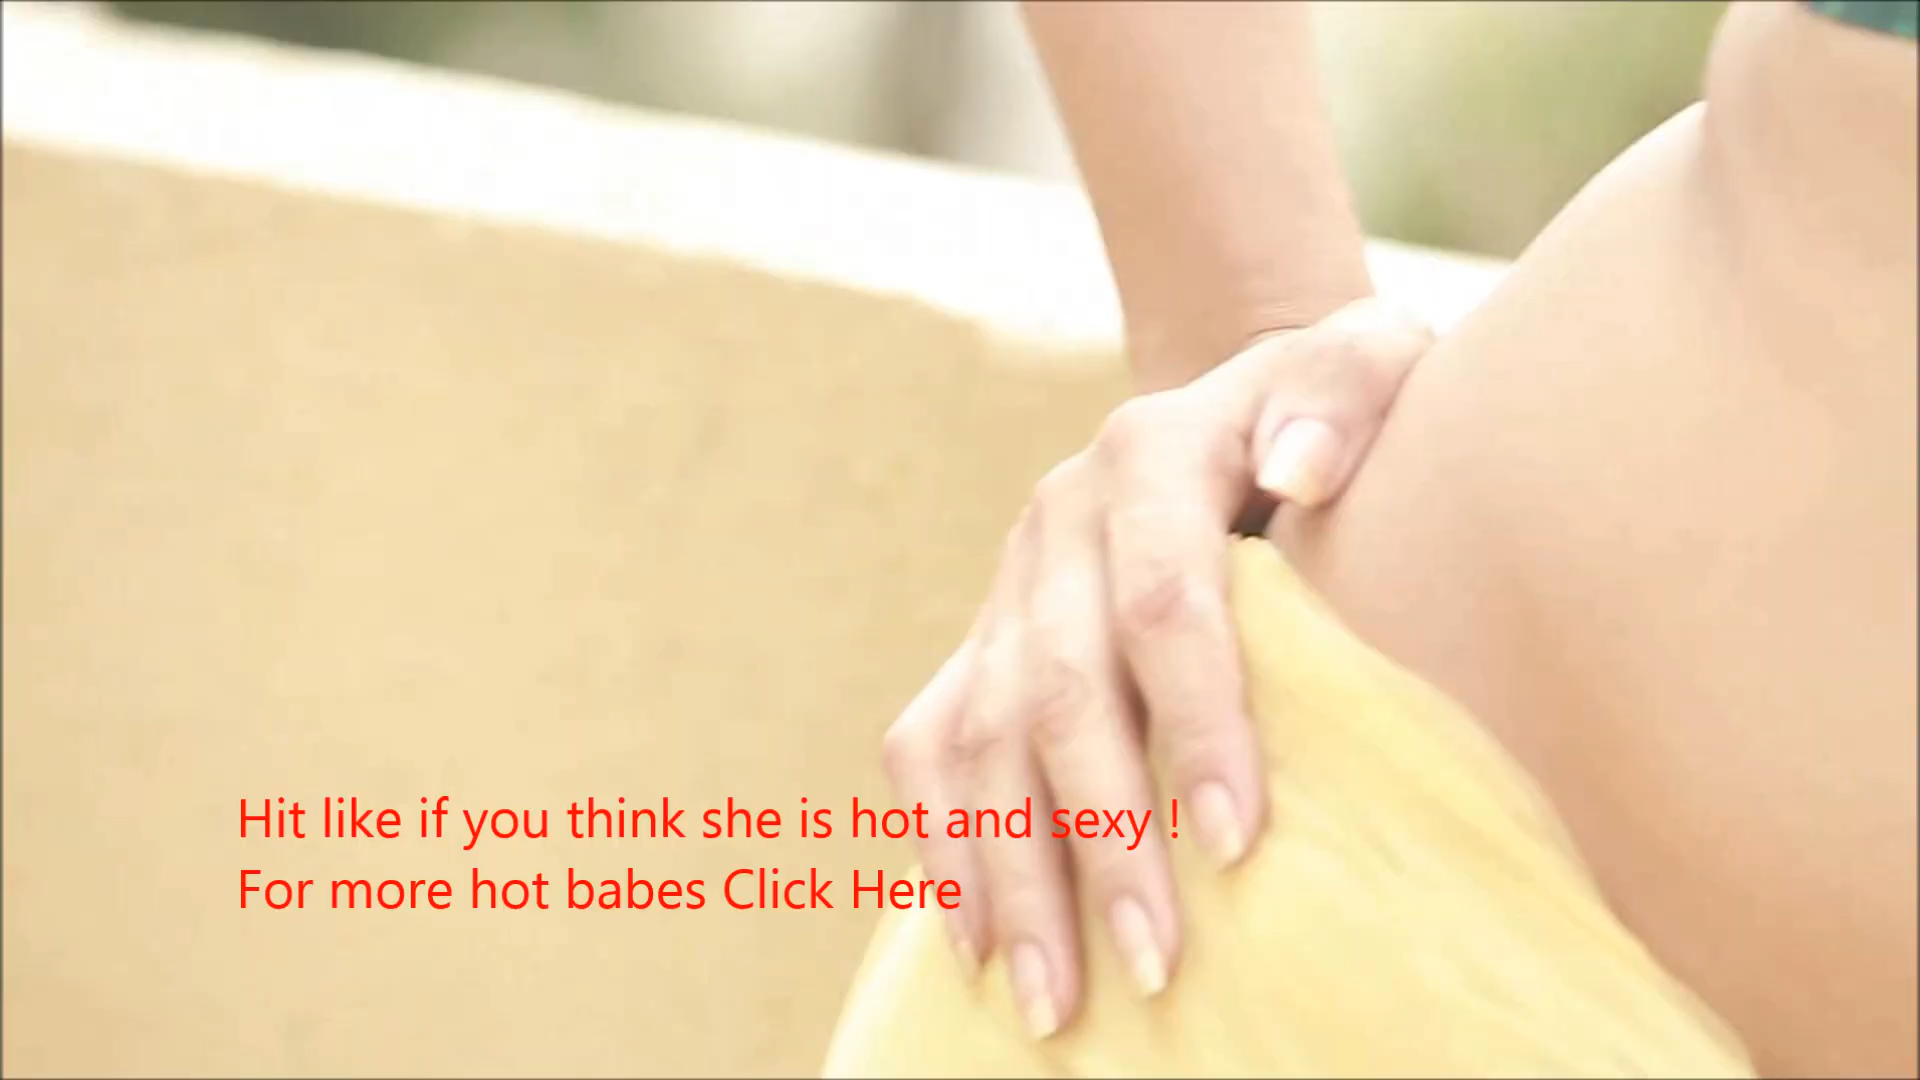 Hit like if you think she is hot and sexy !
For more hot babes Click Here